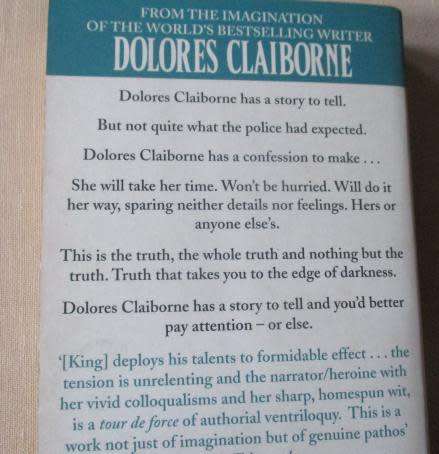 FROM THE IMAGINATION
OF THE WORLD'S BESTSELLING WRITER
DOLORES CLAIBORNE
Dolores Claiborne has a story to tell.
But not quite what the police had expected.
Dolores Claiborne has a confession to make . . .
She will take her time. Won't be hurried. Will do it
her way, sparing neither details nor feelings. Hers or
anyone else's.
This is the truth, the whole truth and nothing but the
truth. Truth that takes you to the edge of darkness.
Dolores Claiborne has a story to tell and you'd better
pay attention – or else.
'[King] deploys his talents to formidable effect . . . the
tension is unrelenting and the narrator/heroine with
her vivid colloqualisms and her sharp, homespun wit,
is a tour de force of authorial ventriloquy. This is a
work not just of imagination but of genuine pathos'